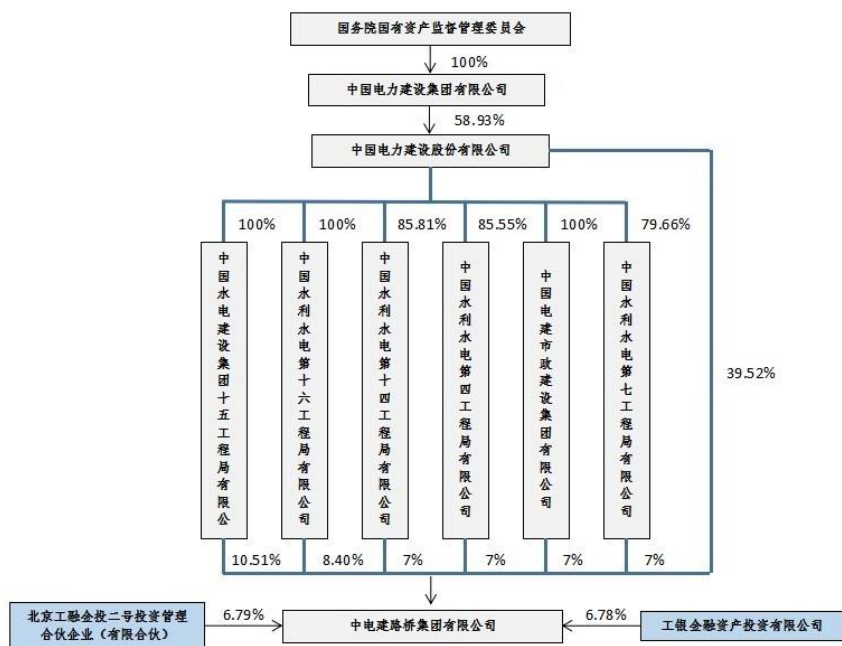 国务院国有资产监督管理委员会
100%
中国电力建设集团有限公司
58.93%
中国电力建设股份有限公司
100%
100%
85.81%
85.55%
100%
79.66%
中国水电建设集团十五工程局有限公
中国水利水电第十六工程局有限公司
中国水利水电第十四工程局有限公司
中国水利水电第四工程局有限公司
中国电建市政建设集团有限公司
中国水利水电第七工程局有限公司
39.52%
10.51%
8.40%
7%
7%
7%
7%
北京工融金投二号投资管理
合伙企业（有限合伙）
6.79%
中电建路桥集团有限公司
6.78%
工银金融资产投资有限公司